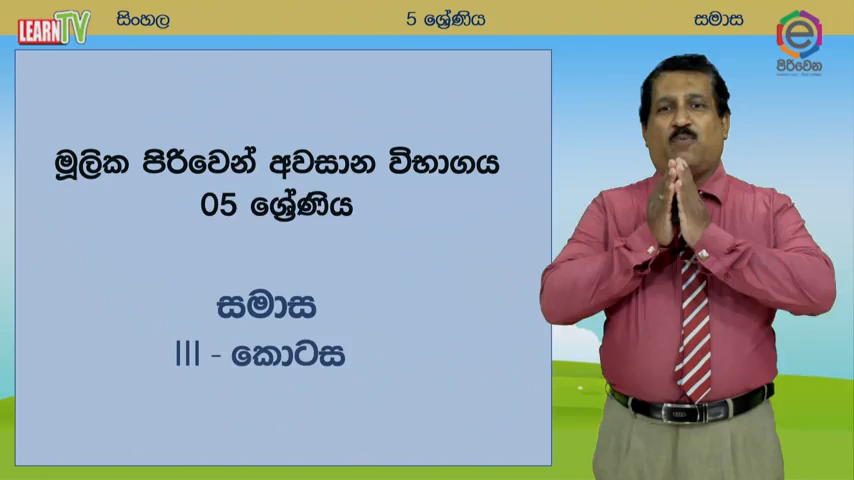 LEARN TV
සිංහල
5 ශ්‍රේණිය
සමාස
e
පිරිවෙන
මූලික පිරිවෙන් අවසාන විභාගය
05 ශ්‍රේණිය
සමාස
III - කොටස